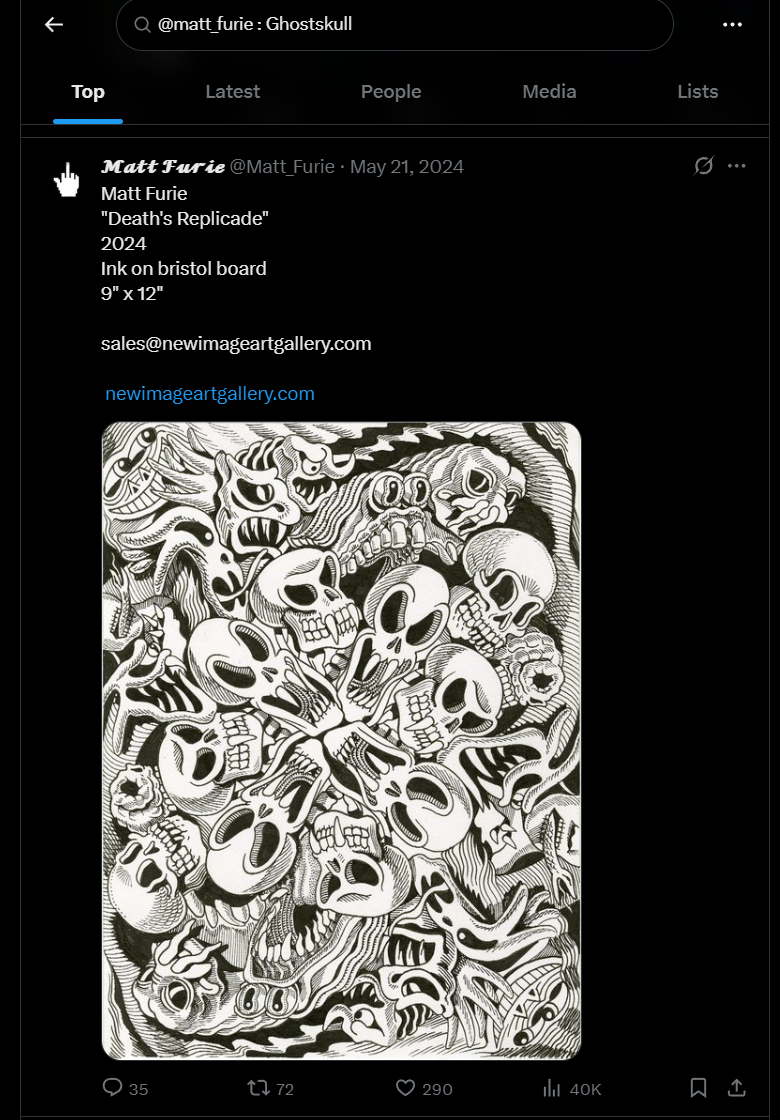 @matt_furie : Ghostskull
Top Latest People Media Lists
𝓜𝓪𝓽𝓽 𝓕𝓾𝓻𝓲𝓮 @Matt_Furie · May 21, 2024
Matt Furie
"Death's Replicade"
2024
Ink on bristol board
9" x 12"
sales@newimageartgallery.com
newimageartgallery.com
35 72 290 40K